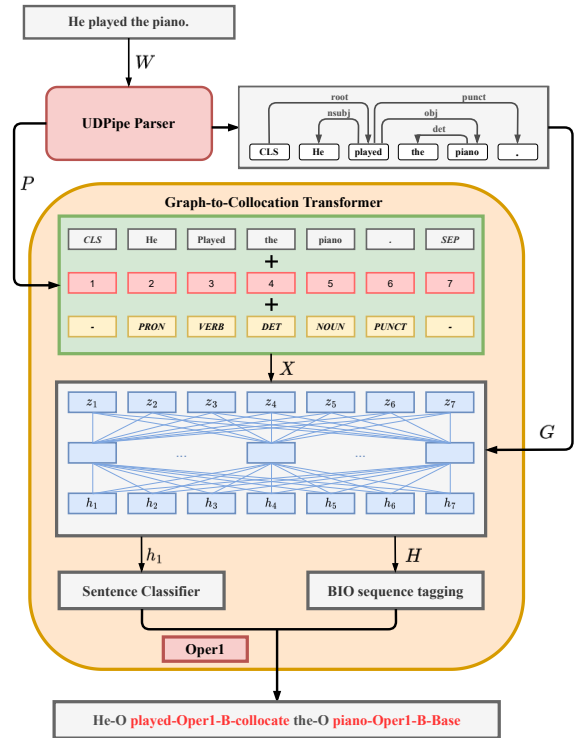 He played the piano.
W
UDPipe Parser
root punct
nsubj obj
det
CLS He played the piano .
P
Graph-to-Collocation Transformer
CLS He Played the piano . SEP
+
1 2 3 4 5 6 7
+
- PRON VERB DET NOUN PUNCT -
X
z1 z2 z3 z4 z5 z6 z7
G
... ...
h1 h2 h3 h4 h5 h6 h7
h1 H
Sentence Classifier BIO sequence tagging
Oper1
He-O played-Oper1-B-collocate the-O piano-Oper1-B-Base